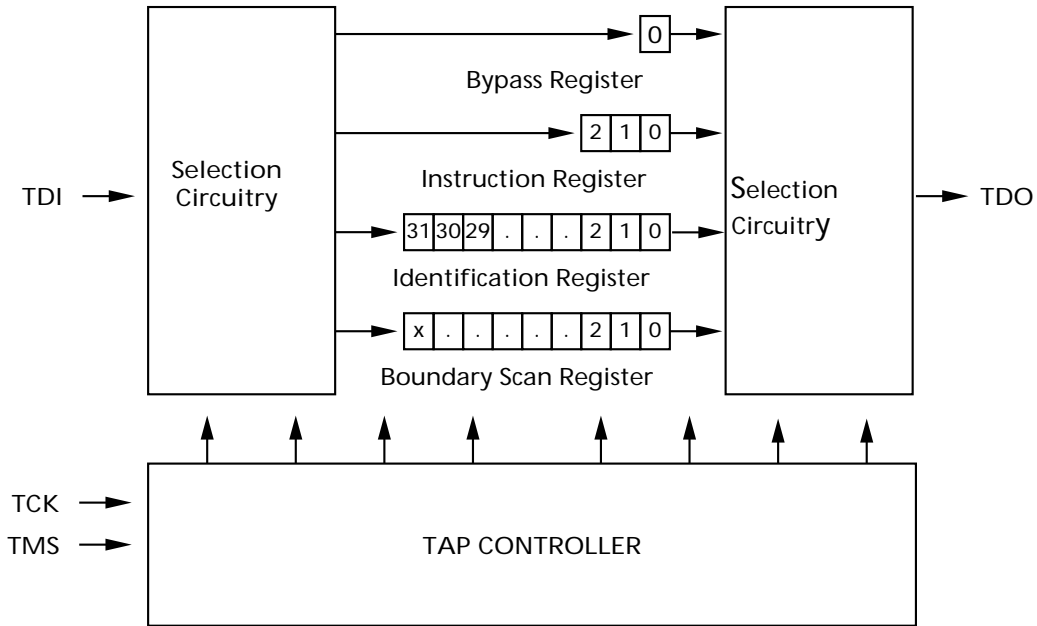 0
Bypass Register
2 1 0
Selection
Circuitry
Instruction Register
Selection
Circuitry
TDI
TDO
31 30 29 . . . 2 1 0
Identification Register
x . . . . . 2 1 0
Boundary Scan Register
TCK
TMS
TAP CONTROLLER